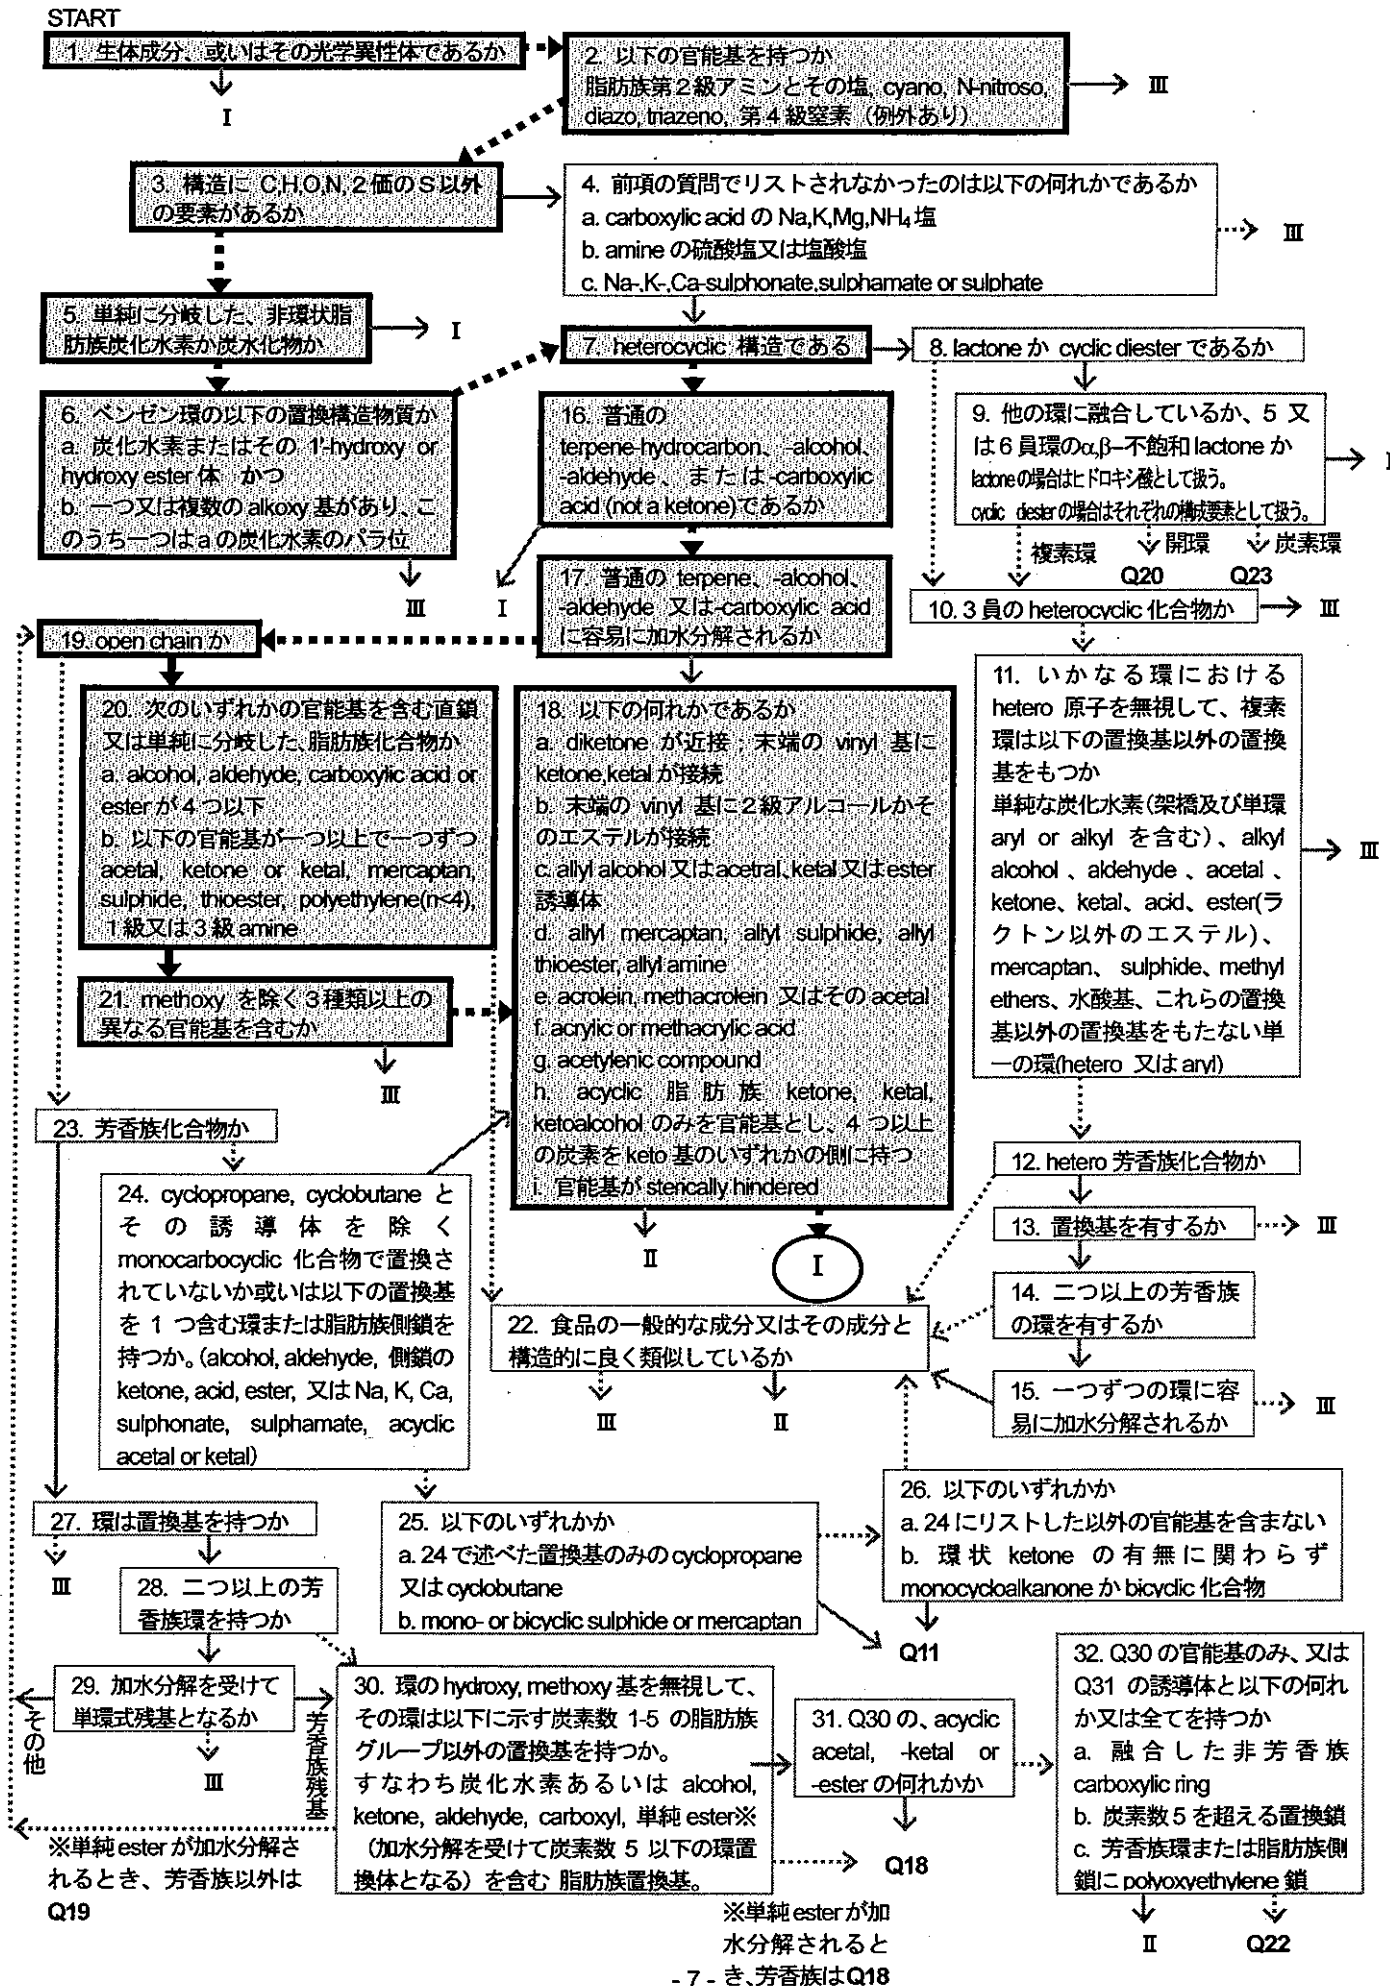 START
1. 生体成分、或いはその光学異性体であるか
I
2. 以下の官能基を持つか
脂肪族第2級アミンとその塩, cyano, N-nitroso,
diazo, triazeno, 第4級窒素（例外あり）
III
3. 構造に C,H,O,N, 2価のS以外
の要素があるか
4. 前項の質問でリストされなかったのは以下の何れかであるか
a. carboxylic acid の Na,K,Mg,NH₄ 塩
b. amine の硫酸塩又は塩酸塩
c. Na-,K-,Ca-sulphonate,sulphamate or sulphate
III
5. 単純に分岐した、非環状脂
肪族炭化水素か炭水化物か
I
6. ベンゼン環の以下の置換構造物質か
a. 炭化水素またはその 1'-hydroxy or
hydroxy ester 体 かつ
b. 一つ又は複数の alkoxy 基があり、こ
のうち一つは a の炭化水素のパラ位
III
7. heterocyclic 構造である
8. lactone か cyclic diester であるか
9. 他の環に融合しているか、5 又
は 6 員環のα,β−不飽和 lactone か
lactone の場合はヒドロキシ酸として扱う。
cyclic diester の場合はそれぞれの構成要素として扱う。
複素環
開環
炭素環
Q20
Q23
10. 3 員の heterocyclic 化合物か
III
16. 普通の
terpene-hydrocarbon、-alcohol、
-aldehyde 、または-carboxylic
acid (not a ketone)であるか
I
17. 普通の terpene、-alcohol、
-aldehyde 又は-carboxylic acid
に容易に加水分解されるか
19. open chain か
20. 次のいずれかの官能基を含む直鎖
又は単純に分岐した、脂肪族化合物か
a. alcohol, aldehyde, carboxylic acid or
ester が 4 つ以下
b. 以下の官能基が一つ以上で一つずつ
acetal, ketone or ketal, mercaptan,
sulphide, thioester, polyethylene(n<4),
1級又は3級 amine
21. methoxy を除く3種類以上の
異なる官能基を含むか
III
18. 以下の何れかであるか
a. diketone が近接；末端の vinyl 基に
ketone,ketal が接続
b. 末端の vinyl 基に2級アルコールかそ
のエステルが接続
c. allyl alcohol 又は acetral、ketal 又は ester
誘導体
d. allyl mercaptan, allyl sulphide, allyl
thioester, allyl amine
e. acrolein, methacrolein 又はその acetal
f. acrylic or methacrylic acid
g. acetylenic compound
h. acyclic 脂肪族 ketone, ketal,
ketoalcohol のみを官能基とし、4 つ以上
の炭素を keto 基のいずれかの側に持つ
i. 官能基が sterically hindered
II
I
11. いかなる環における
hetero 原子を無視して、複素
環は以下の置換基以外の置換
基をもつか
単純な炭化水素(架橋及び単環
aryl or alkyl を含む)、alkyl
alcohol 、aldehyde 、acetal 、
ketone、ketal、acid、ester(ラ
クトン以外のエステル)、
mercaptan、 sulphide、methyl
ethers、水酸基、これらの置換
基以外の置換基をもたない単
一の環(hetero 又は aryl)
III
12. hetero 芳香族化合物か
13. 置換基を有するか
III
14. 二つ以上の芳香族
の環を有するか
15. 一つずつの環に容
易に加水分解されるか
III
22. 食品の一般的な成分又はその成分と
構造的に良く類似しているか
III
II
23. 芳香族化合物か
24. cyclopropane, cyclobutane と
その誘導体を除く
monocarbocyclic 化合物で置換さ
れていないか或いは以下の置換基
を 1 つ含む環または脂肪族側鎖を
持つか。(alcohol, aldehyde, 側鎖の
ketone, acid, ester, 又は Na, K, Ca,
sulphonate, sulphamate, acyclic
acetal or ketal)
25. 以下のいずれかか
a. 24 で述べた置換基のみの cyclopropane
又は cyclobutane
b. mono- or bicyclic sulphide or mercaptan
Q11
26. 以下のいずれかか
a. 24 にリストした以外の官能基を含まない
b. 環状 ketone の有無に関わらず
monocycloalkanone か bicyclic 化合物
27. 環は置換基を持つか
III
28. 二つ以上の芳
香族環を持つか
29. 加水分解を受けて
単環式残基となるか
その他
芳香族残基
III
30. 環の hydroxy, methoxy 基を無視して、
その環は以下に示す炭素数 1-5 の脂肪族
グループ以外の置換基を持つか。
すなわち炭化水素あるいは alcohol,
ketone, aldehyde, carboxyl, 単純 ester※
（加水分解を受けて炭素数 5 以下の環置
換体となる）を含む 脂肪族置換基。
31. Q30 の、acyclic
acetal, -ketal or
-ester の何れかか
Q18
32. Q30 の官能基のみ、又は
Q31 の誘導体と以下の何れ
か又は全てを持つか
a. 融合した非芳香族
carboxylic ring
b. 炭素数 5 を超える置換鎖
c. 芳香族環または脂肪族側
鎖に polyoxyethylene 鎖
II
Q22
※単純 ester が加水分解さ
れるとき、芳香族以外は
Q19
※単純 ester が加
水分解されると
き、芳香族は Q18
- 7 -